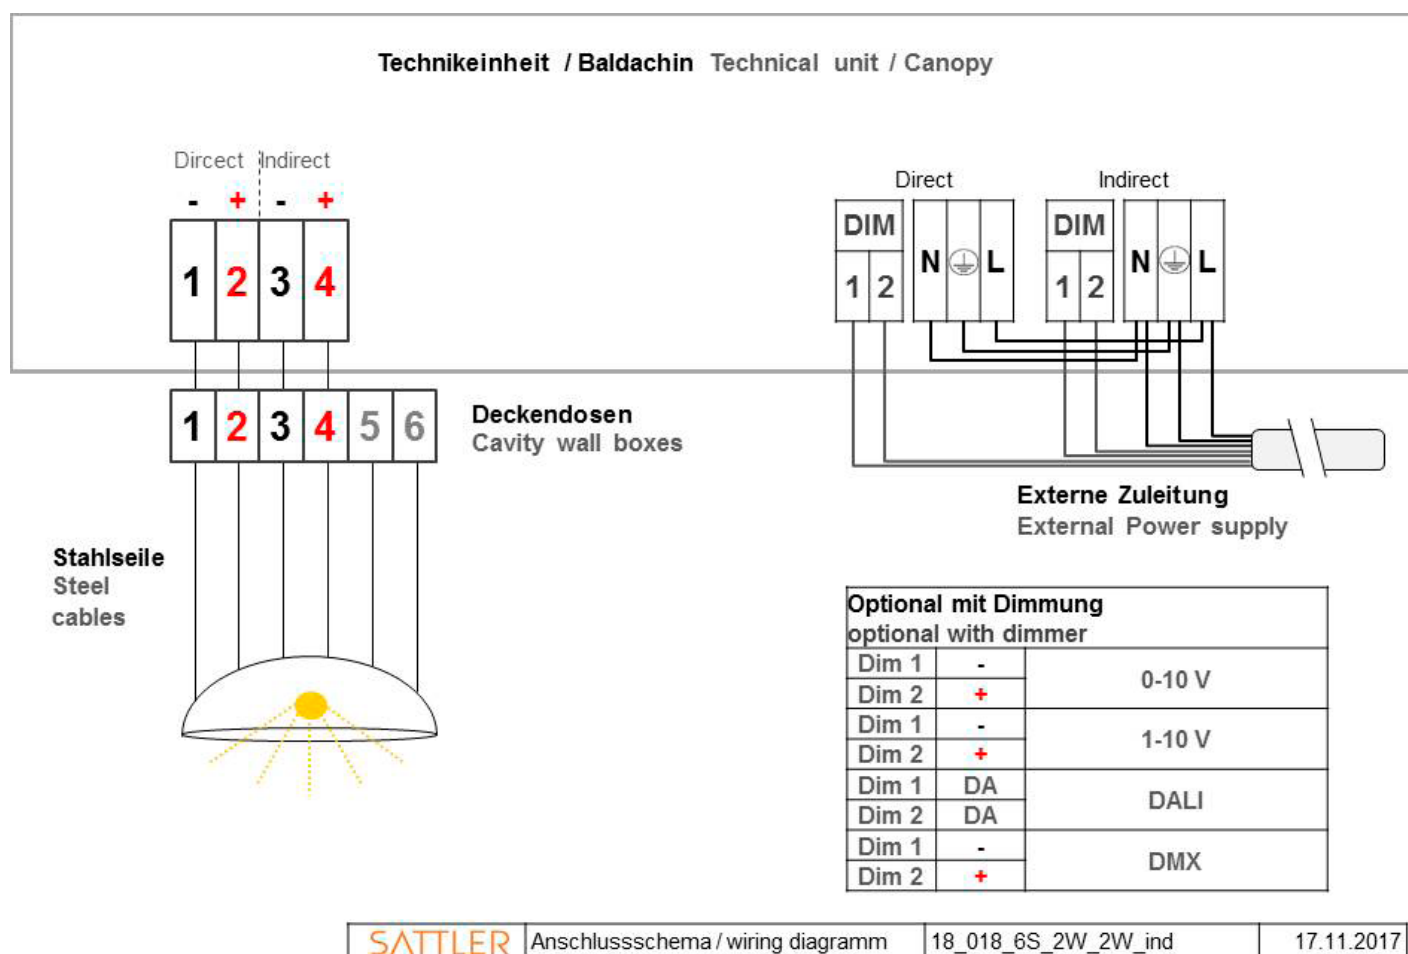 Technikeinheit / Baldachin Technical unit / Canopy
Dircect Indirect
- + - +
1 2 3 4
Direct Indirect
DIM N L DIM N L
1 2 1 2
1 2 3 4 5 6
Deckendosen
Cavity wall boxes
Externe Zuleitung
External Power supply
Stahlseile
Steel
cables
Optional mit Dimmung
optional with dimmer
Dim 1 - 0-10 V
Dim 2 +
Dim 1 - 1-10 V
Dim 2 +
Dim 1 DA DALI
Dim 2 DA
Dim 1 - DMX
Dim 2 +
SATTLER Anschlussschema / wiring diagramm 18_018_6S_2W_2W_ind 17.11.2017